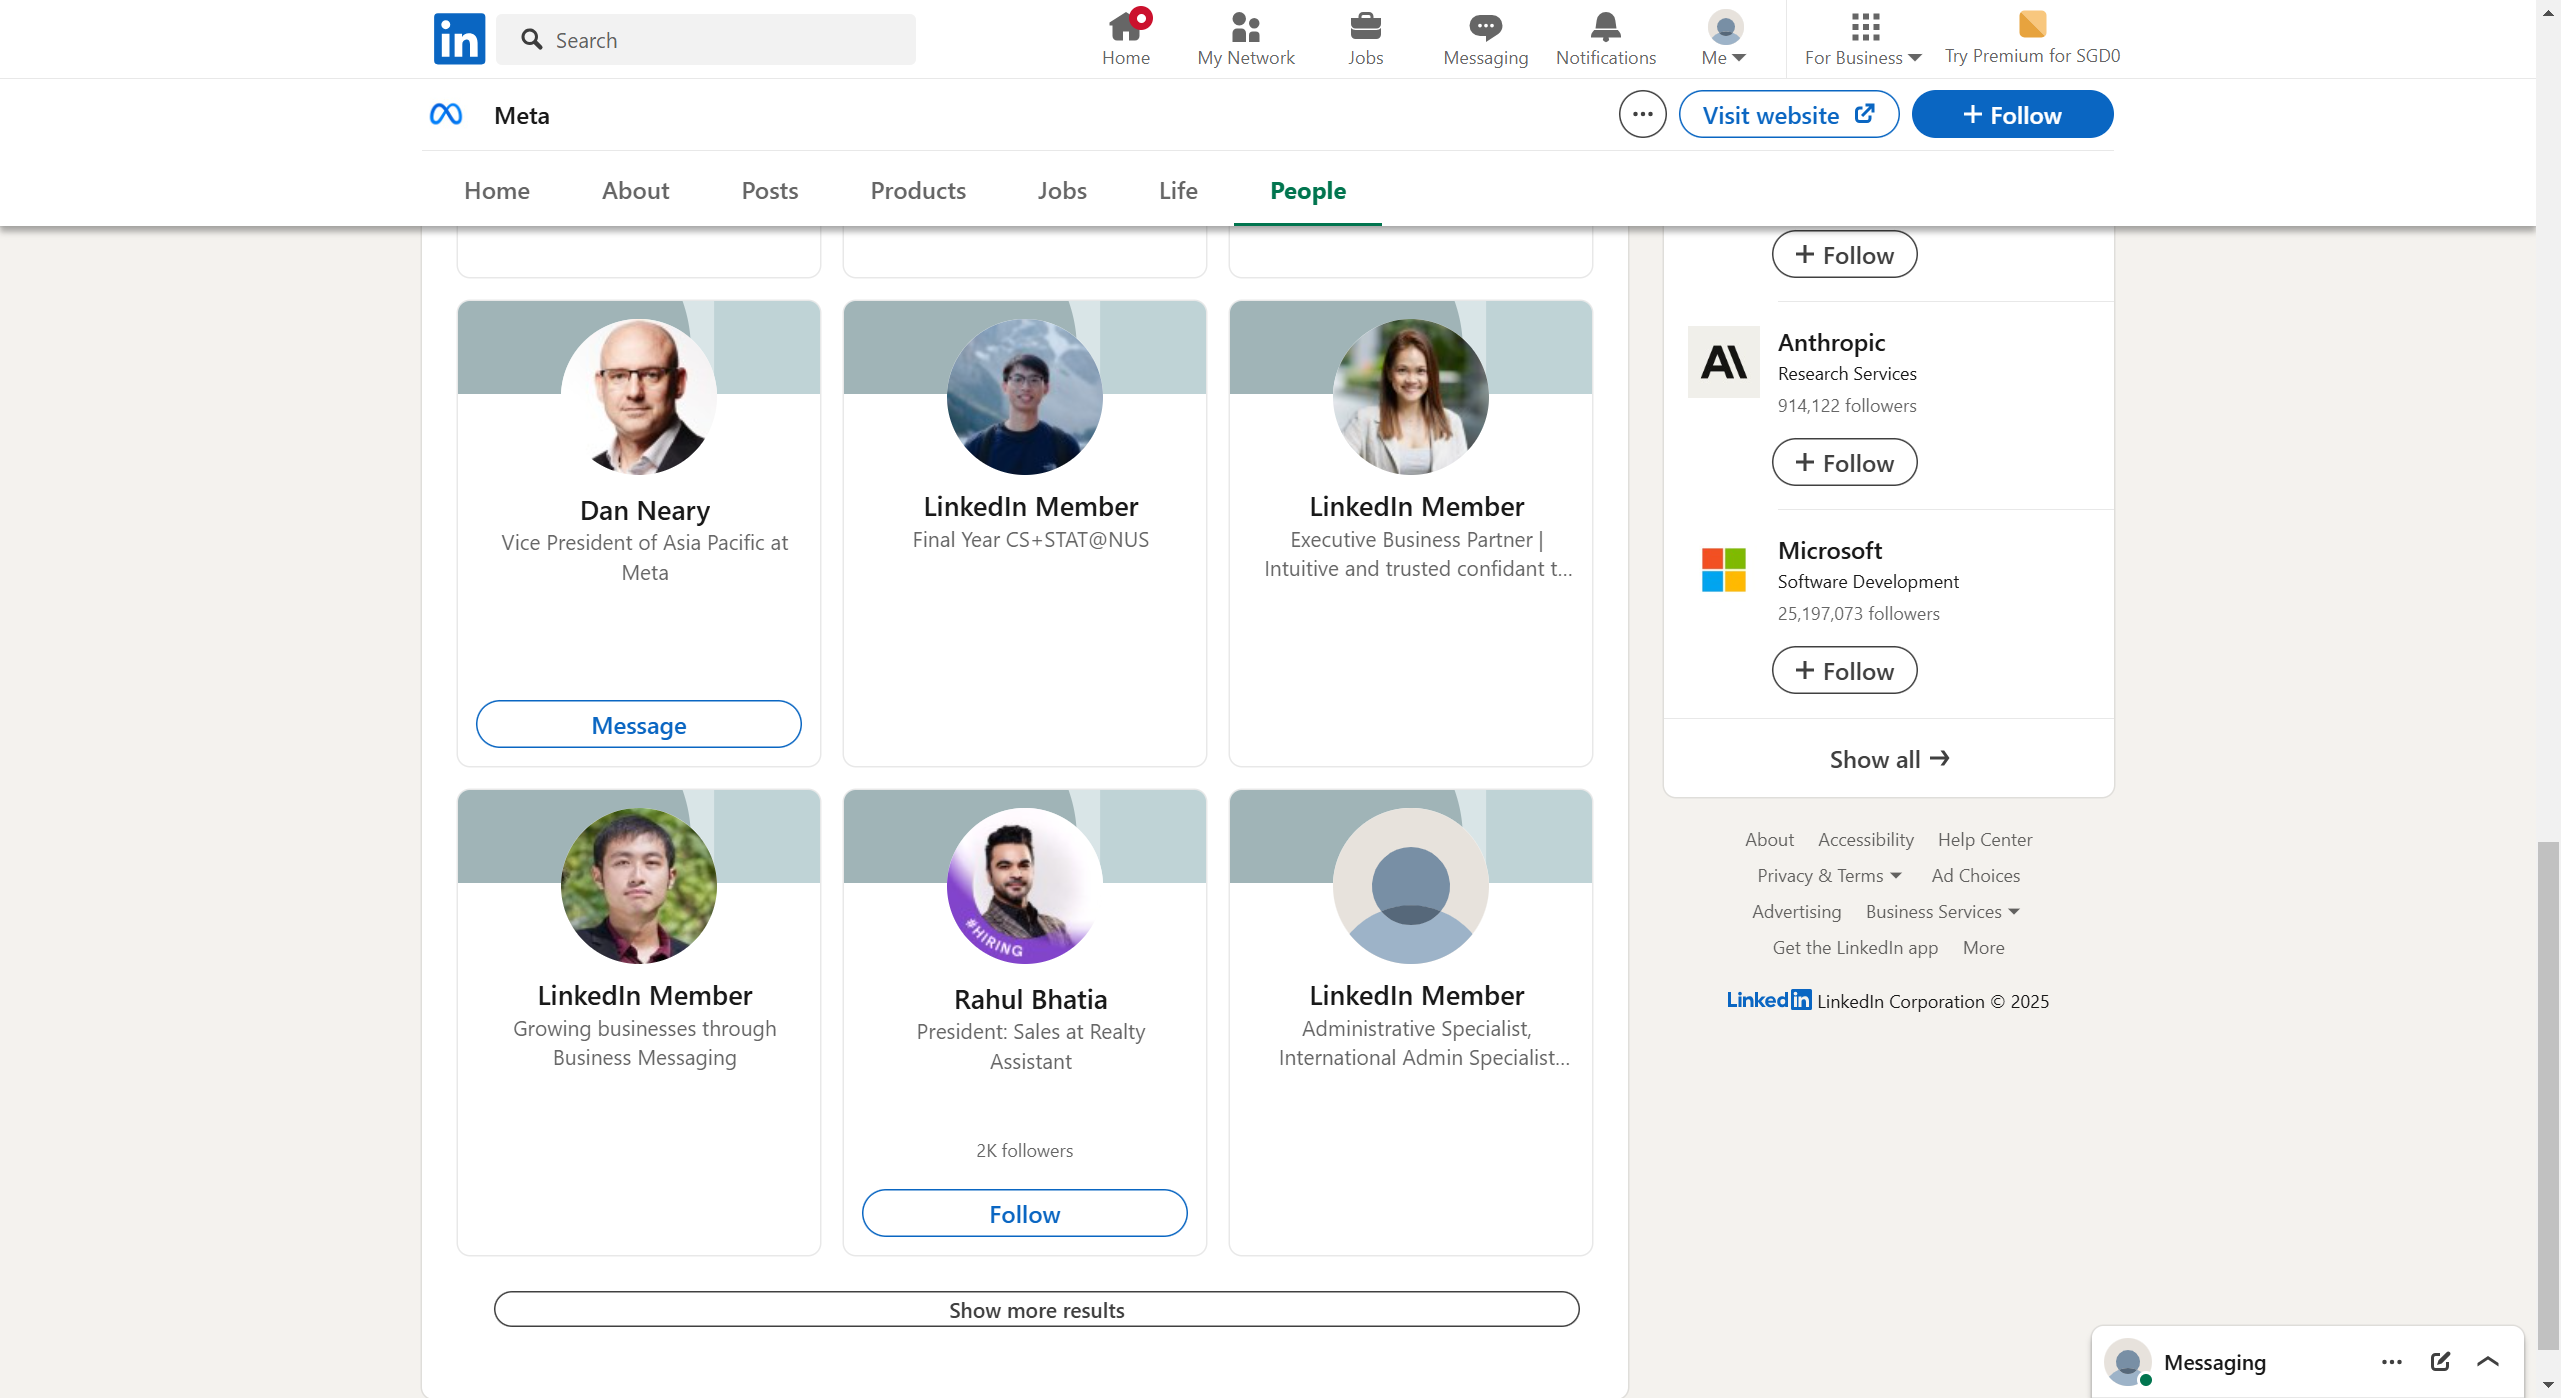 in
Search
Home
My Network
Jobs
Messaging
Notifications
Me
For Business
Try Premium for SGD0
Meta
Visit website
Follow
Home
About
Posts
Products
Jobs
Life
People
Dan Neary
Vice President of Asia Pacific at
Meta
Message
LinkedIn Member
Final Year CS+STAT@NUS
LinkedIn Member
Executive Business Partner |
Intuitive and trusted confidant t...
LinkedIn Member
Growing businesses through
Business Messaging
#HIRING
Rahul Bhatia
President: Sales at Realty
Assistant
2K followers
Follow
LinkedIn Member
Administrative Specialist,
International Admin Specialist...
Show more results
+ Follow
AI
Anthropic
Research Services
914,122 followers
+ Follow
Microsoft
Software Development
25,197,073 followers
+ Follow
Show all →
About
Accessibility
Help Center
Privacy & Terms
Ad Choices
Advertising
Business Services
Get the LinkedIn app
More
LinkedIn LinkedIn Corporation © 2025
Messaging